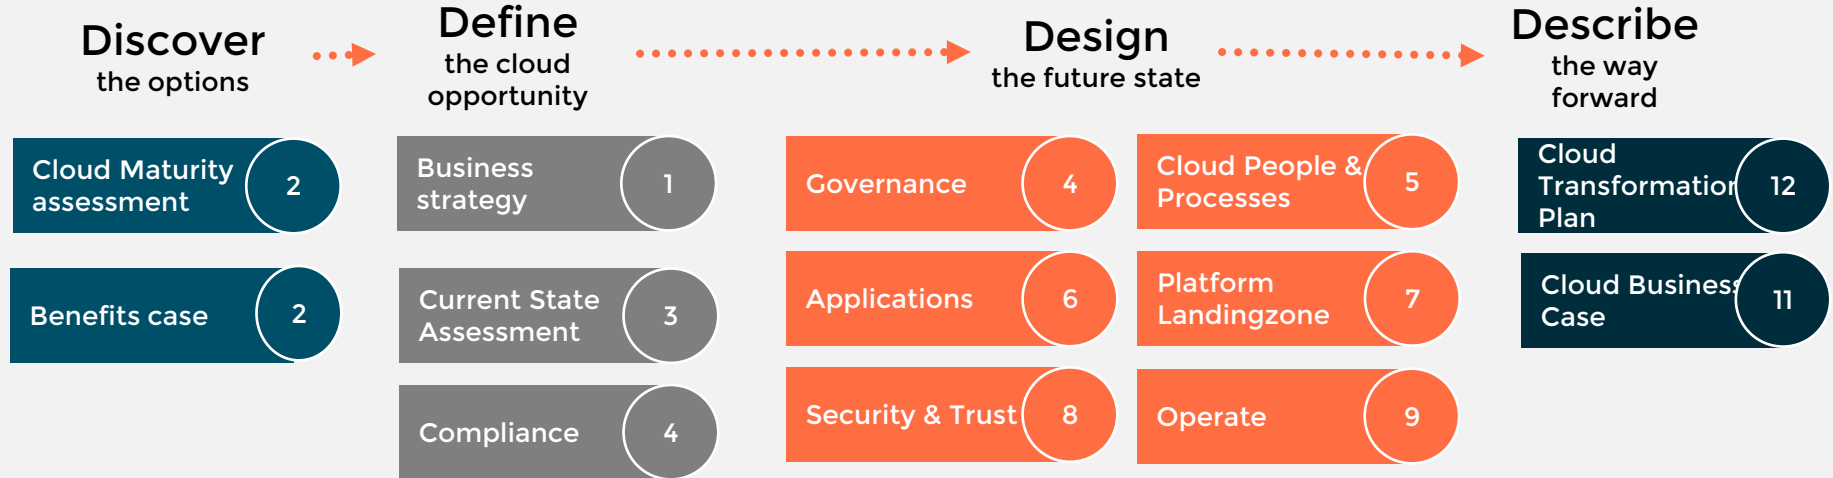 Discover
the options
Cloud Maturity
assessment
2
Benefits case
2
Define
the cloud
opportunity
Business
strategy
1
Current State
Assessment
3
Compliance
4
Design
the future state
Governance
4
Cloud People &
Processes
5
Applications
6
Platform
Landingzone
7
Security & Trust
8
Operate
9
Describe
the way
forward
Cloud
Transformation
Plan
12
Cloud Business
Case
11